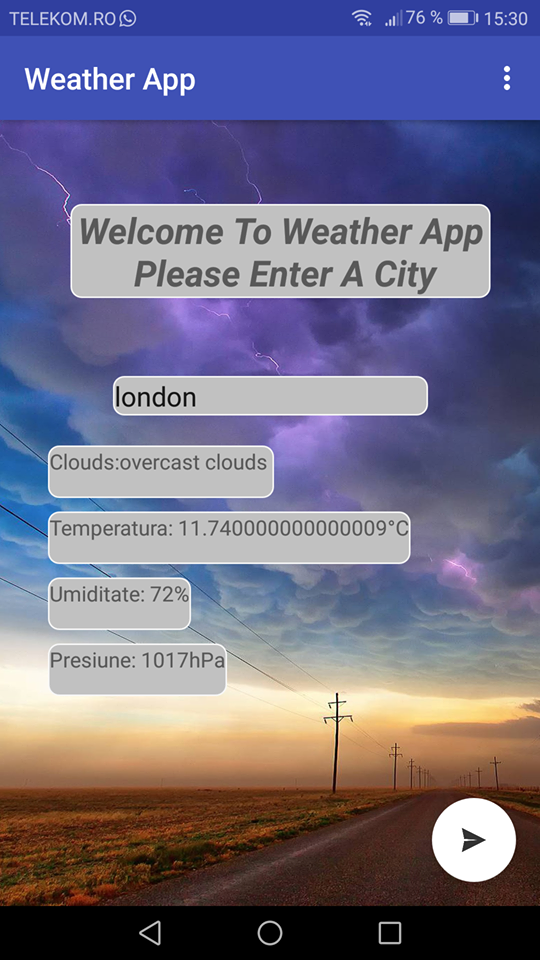 TELEKOM.RO 76 % 15:30
Weather App
Welcome To Weather App
Please Enter A City
london
Clouds:overcast clouds
Temperatura: 11.740000000000009°C
Umiditate: 72%
Presiune: 1017hPa